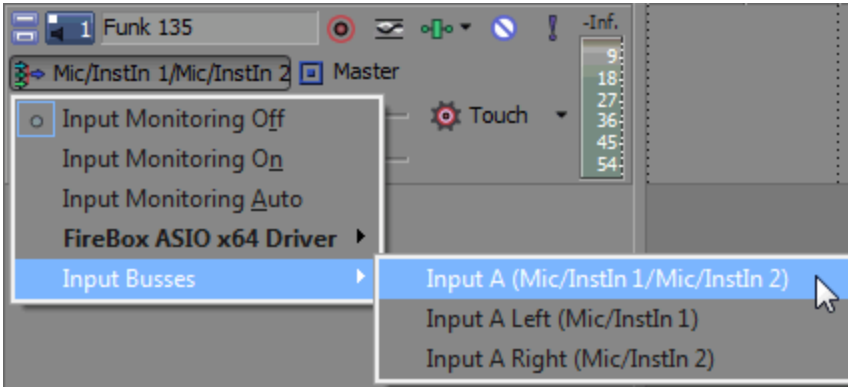 1 Funk 135 -Inf.
9
Mic/InstIn 1/Mic/InstIn 2 Master
18
27
Input Monitoring Off Touch
36
45
Input Monitoring On
54
Input Monitoring Auto
FireBox ASIO x64 Driver
Input Busses
Input A (Mic/InstIn 1/Mic/InstIn 2)
Input A Left (Mic/InstIn 1)
Input A Right (Mic/InstIn 2)